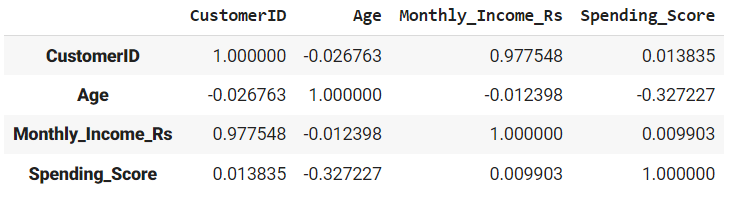 CustomerID Age Monthly_Income_Rs Spending_Score
CustomerID 1.000000 -0.026763 0.977548 0.013835
Age -0.026763 1.000000 -0.012398 -0.327227
Monthly_Income_Rs 0.977548 -0.012398 1.000000 0.009903
Spending_Score 0.013835 -0.327227 0.009903 1.000000